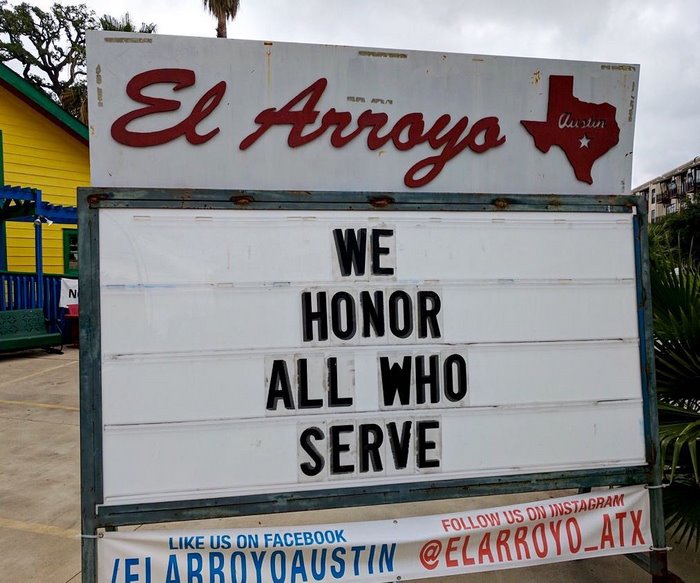 El Arroyo
Austin
WE
HONOR
ALL WHO
SERVE
LIKE US ON FACEBOOK
/ELARROYOAUSTIN
FOLLOW US ON INSTAGRAM
@ELARROYO_ATX